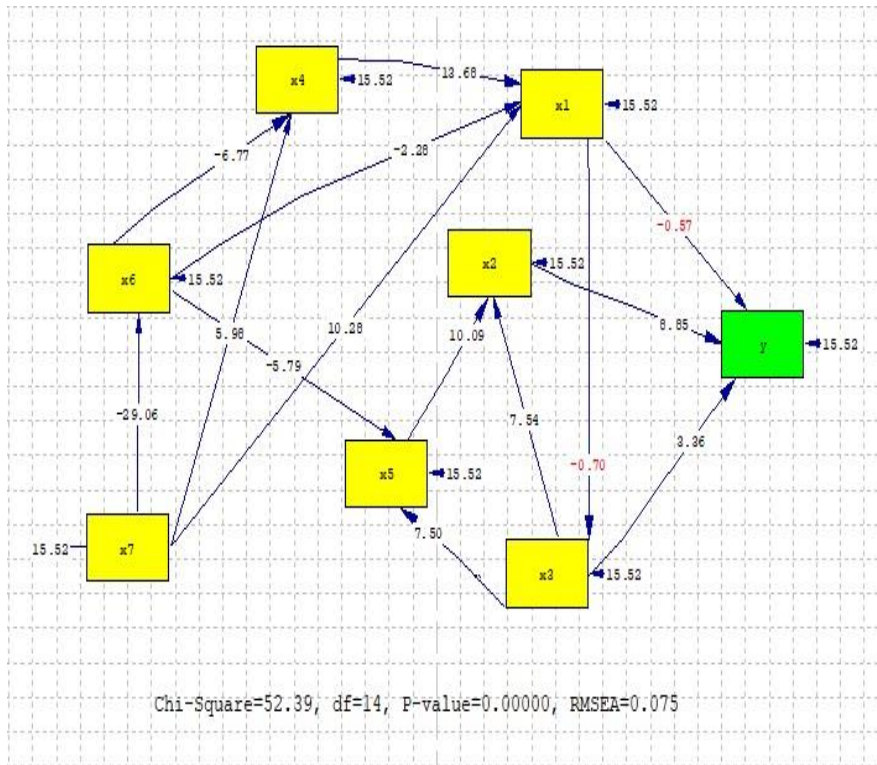 x4
15.52
13.68
x1
15.52
-6.77
-2.28
-0.57
x6
15.52
x2
15.52
8.85
y
15.52
5.98
10.28
10.09
-5.79
7.54
3.36
-29.06
x5
15.52
-0.70
7.50
15.52
x7
x3
15.52
Chi-Square=52.39, df=14, P-value=0.00000, RMSEA=0.075